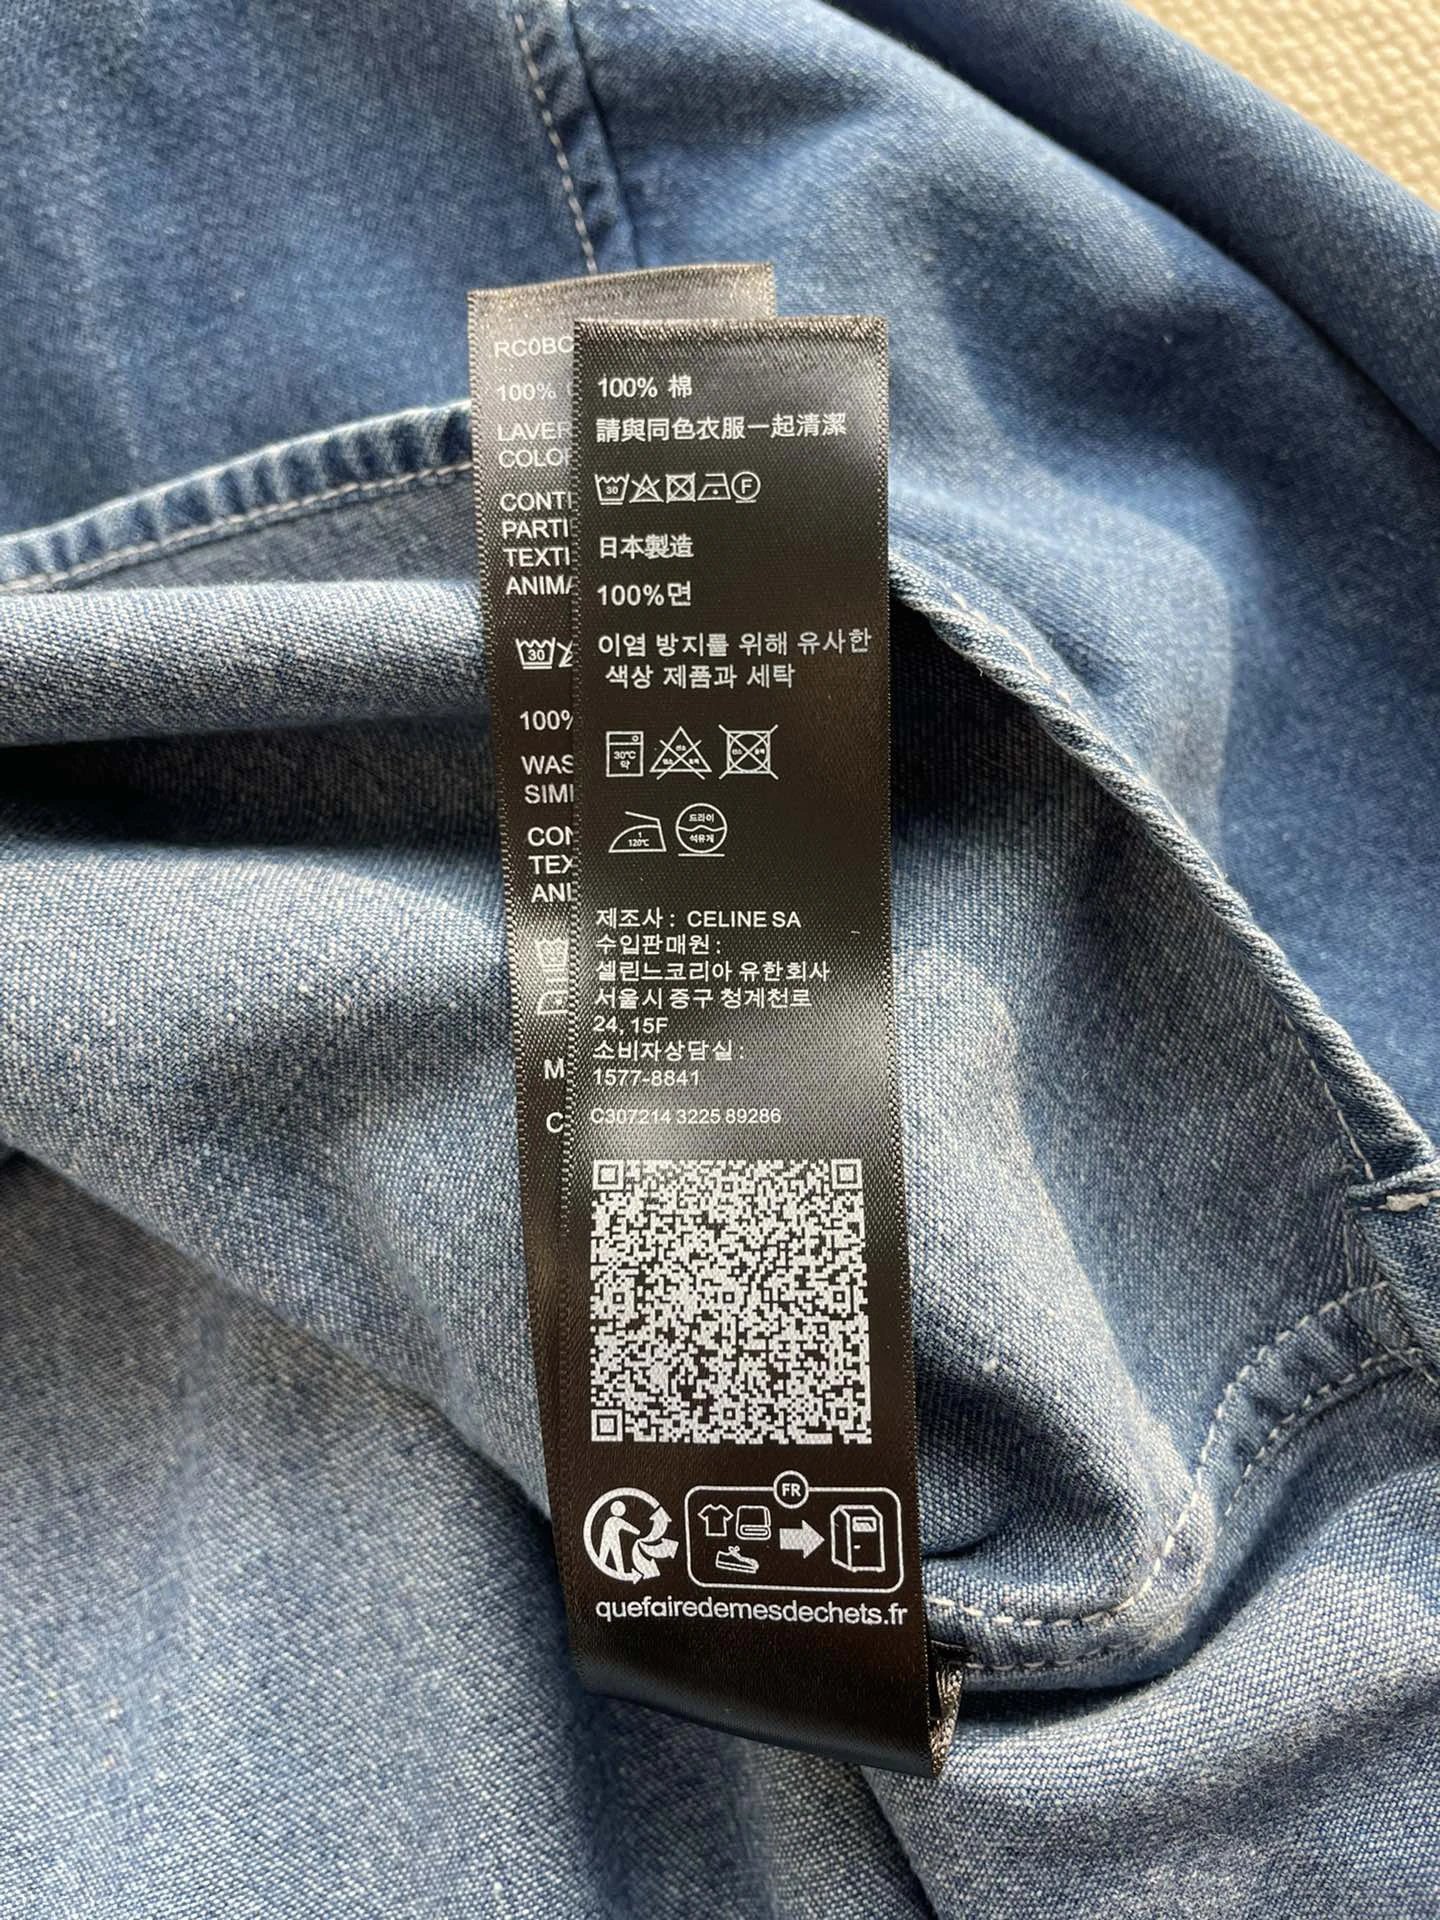 RC0BC
100%
LAVER
COLO
CONTI
PARTI
TEXTI
ANIMA
30
100%
WAS
SIMI
CON
TEX
ANI
M
C
100% 棉
請與同色衣服一起清潔
30
F
日本製造
100%면
이염 방지를 위해 유사한
색상 제품과 세탁
30℃
약
1
120℃
드라이
석유계
제조사 : CELINE SA
수입판매원 :
셀린느코리아 유한회사
서울시 중구 청계천로
24, 15F
소비자상담실 :
1577-8841
C307214 3225 89286
FR
quefairedemesdechets.fr